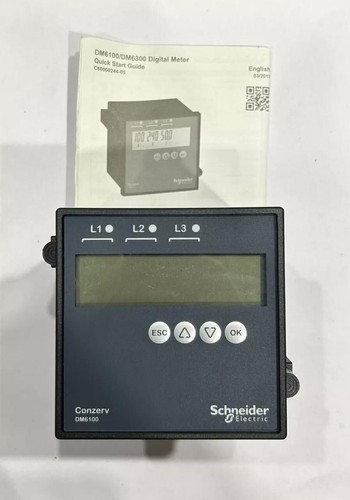 DM6100/DM6300 Digital Meter
Quick Start Guide
English
L1 L2 L3
ESC OK
Conzerv
DM6100
Schneider
Electric